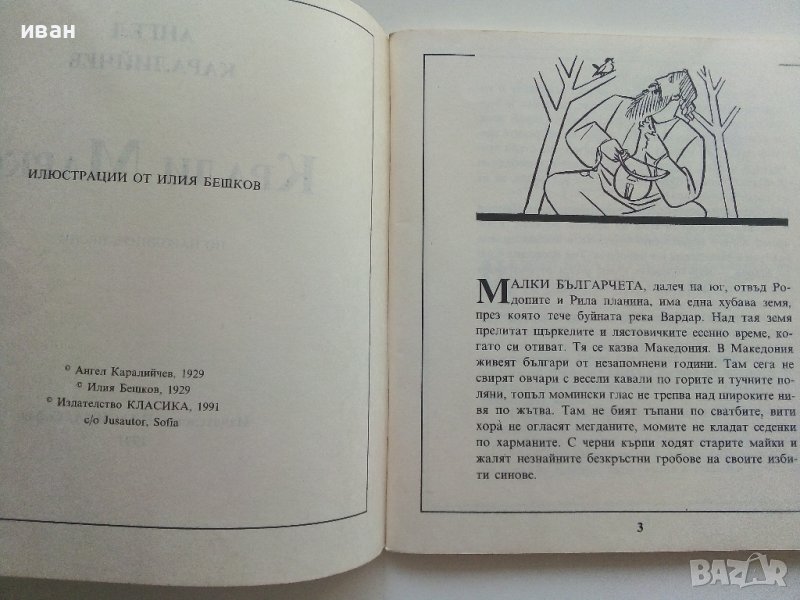 иван
ИЛЮСТРАЦИИ ОТ ИЛИЯ БЕШКОВ
© Ангел Каралийчев, 1929
© Илия Бешков, 1929
© Издателство КЛАСИКА, 1991
c/o Jusautor, Sofia
МАЛКИ БЪЛГАРЧЕТА, далеч на юг, отвъд Ро-
допите и Рила планина, има една хубава земя,
през която тече буйната река Вардар. Над тая земя
прелитат щъркелите и лястовичките есенно време, ко-
гато си отиват. Тя се казва Македония. В Македония
живеят българи от незапомнени години. Там сега не
свирят овчари с весели кавали по горите и тучните по-
ляни, топъл момински глас не трепва над широките ни-
вя по жътва. Там не бият тъпани по сватбите, вити
хора̀ не огласят мегданите, момите не кладат седенки
по харманите. С черни кърпи ходят старите майки и
жалят незнайните безкръстни гробове на своите изби-
ти синове.
3
BAZAR
.bg